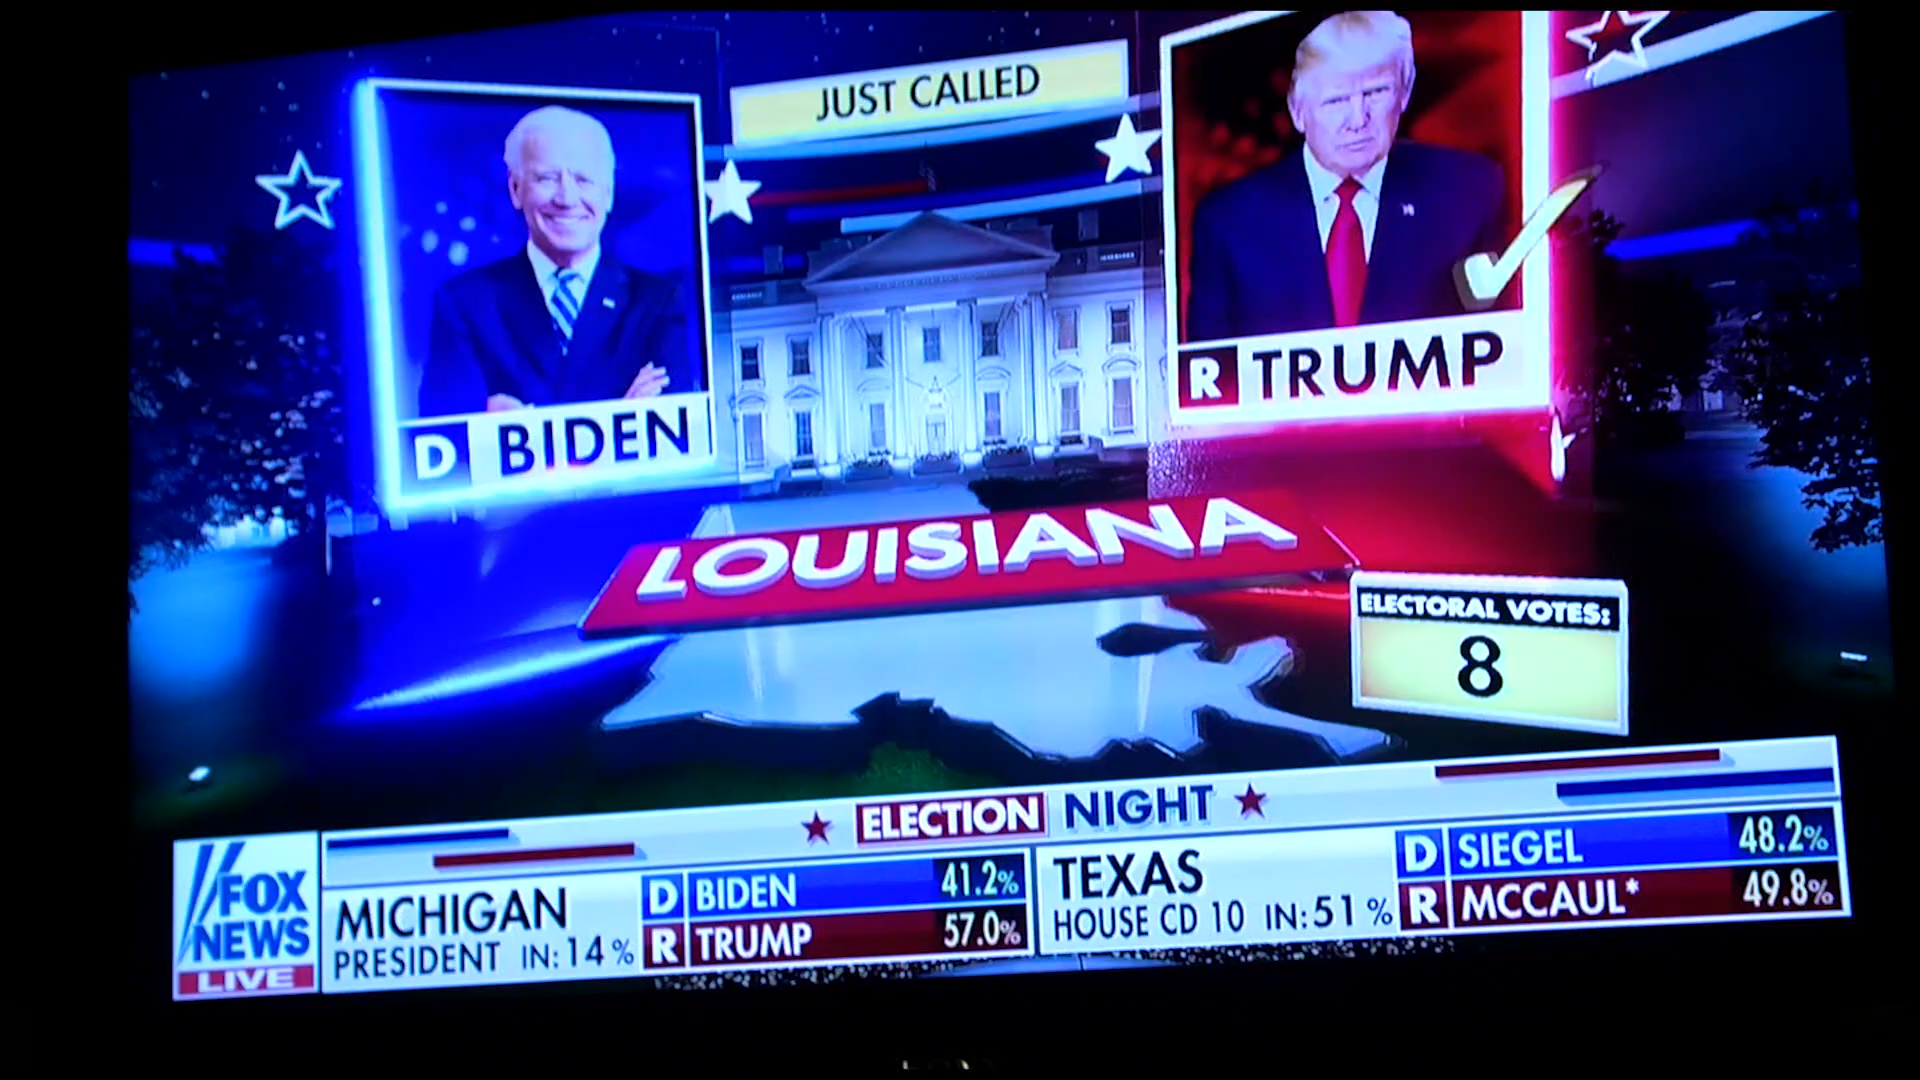 JUST CALLED
D BIDEN
R TRUMP
LOUISIANA
ELECTORAL VOTES:
8
ELECTION NIGHT
FOX
NEWS
LIVE
MICHIGAN
PRESIDENT IN: 14%
D BIDEN 41.2%
R TRUMP 57.0%
TEXAS
HOUSE CD 10 IN: 51%
D SIEGEL 48.2%
R MCCAUL* 49.8%